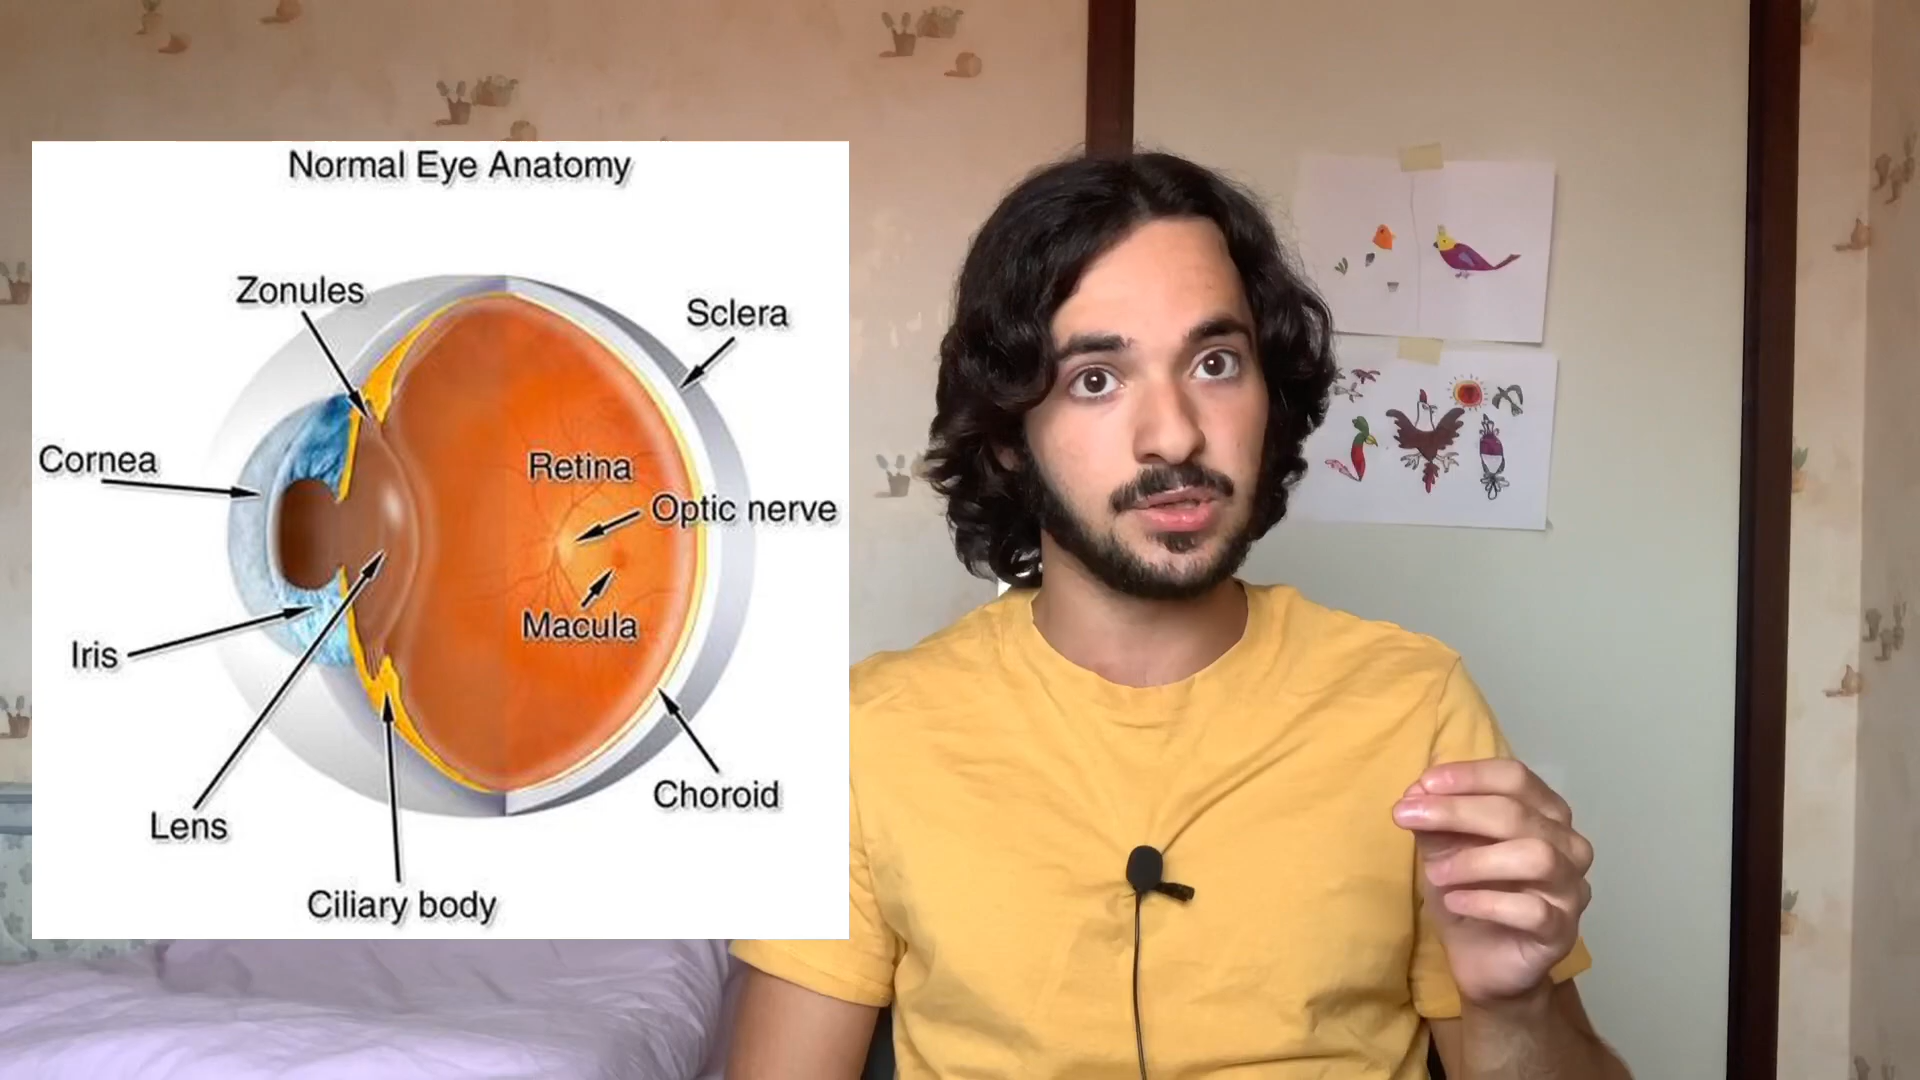 Normal Eye Anatomy
Zonules
Sclera
Cornea
Retina
Optic nerve
Macula
Iris
Choroid
Lens
Ciliary body